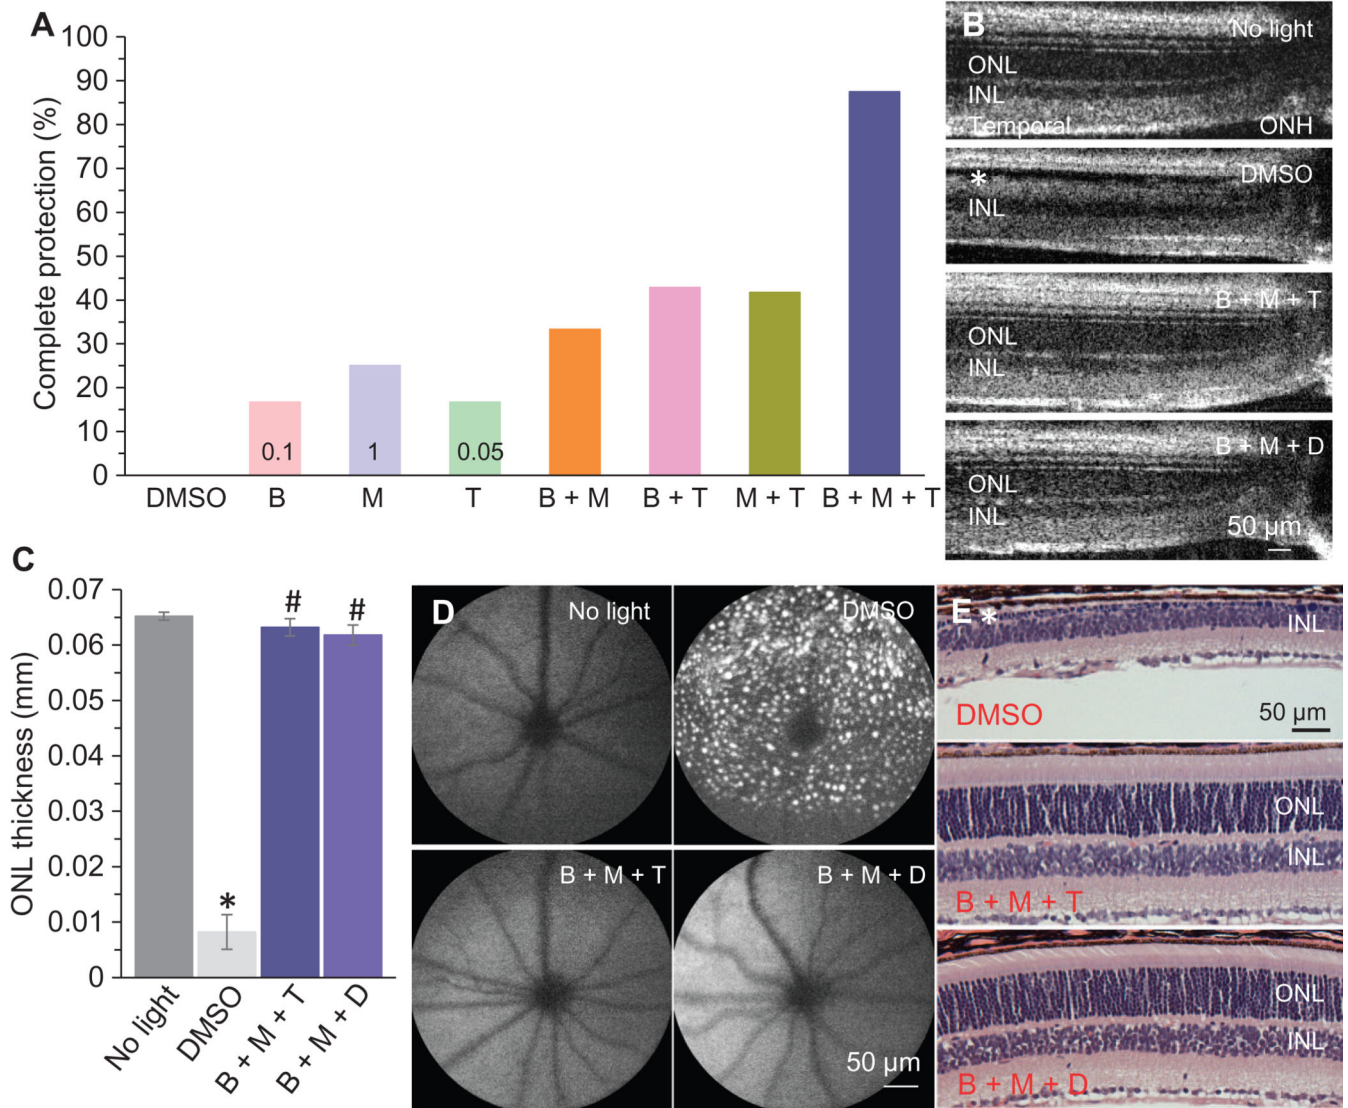 A
Complete protection (%)
100
90
80
70
60
50
40
30
20
10
0
0.1
1
0.05
DMSO
B
M
T
B + M
B + T
M + T
B + M + T
B
No light
ONL
INL
Temporal
ONH
*
DMSO
INL
B + M + T
ONL
INL
B + M + D
ONL
INL
50 µm
C
ONL thickness (mm)
0.07
0.06
0.05
0.04
0.03
0.02
0.01
0
*
#
#
No light
DMSO
B + M + T
B + M + D
D
No light
DMSO
B + M + T
B + M + D
50 µm
E
*
INL
DMSO
50 µm
ONL
INL
B + M + T
ONL
INL
B + M + D